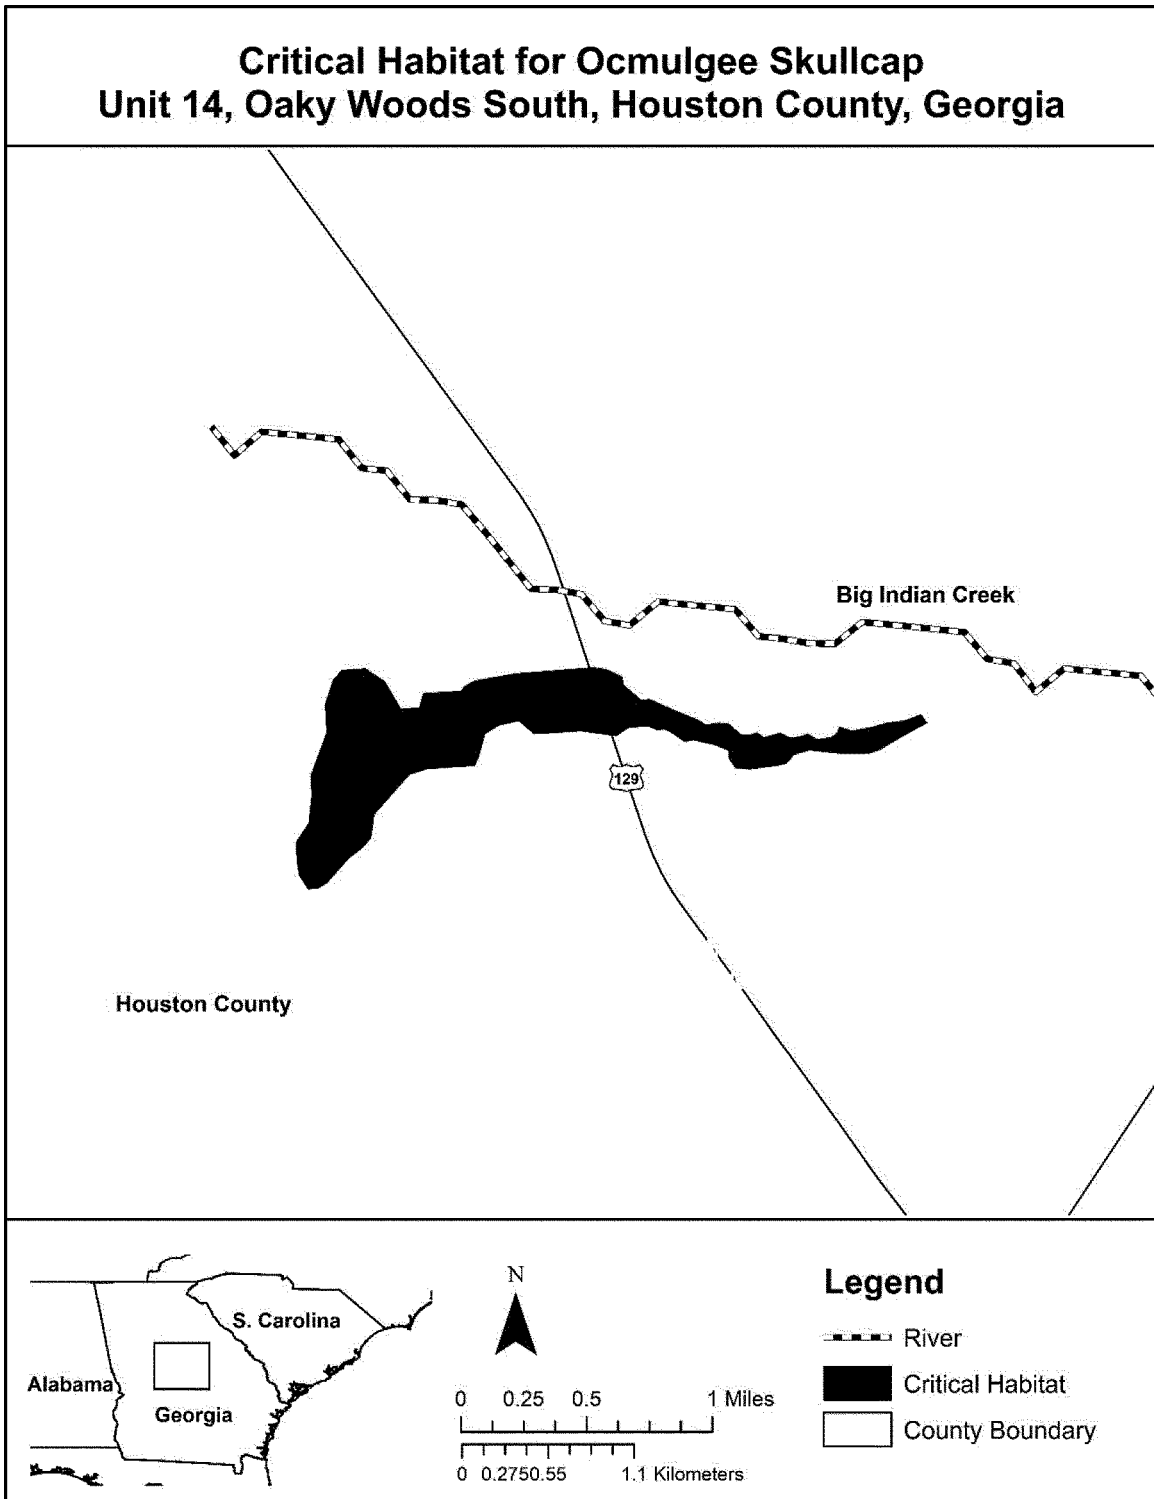 Critical Habitat for Ocmulgee Skullcap
Unit 14, Oaky Woods South, Houston County, Georgia
Big Indian Creek
129
Houston County
S. Carolina
Alabama
Georgia
N
0 0.25 0.5 1 Miles
0 0.2750.55 1.1 Kilometers
Legend
River
Critical Habitat
County Boundary